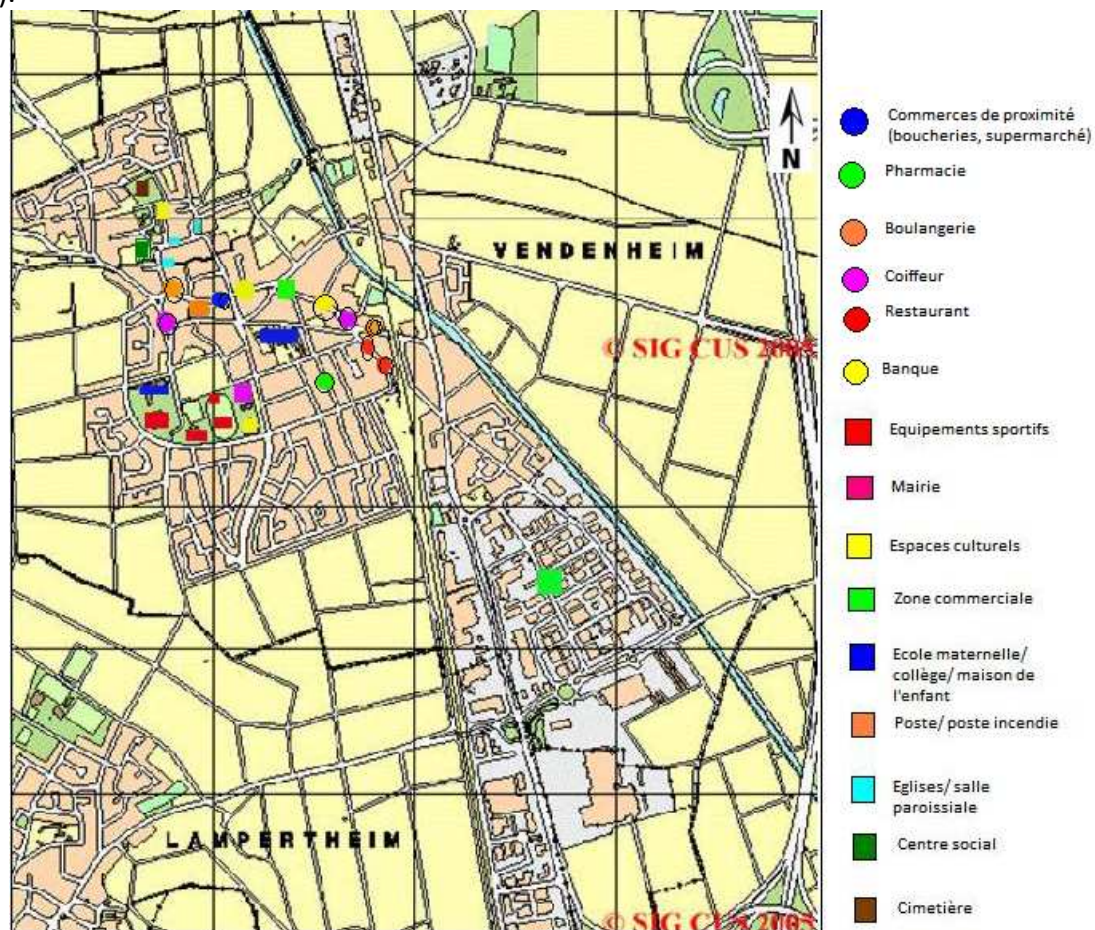 ).
N
VENDENHEIM
© SIG CUS 2005
LAMPERTHEIM
© SIG CUS 2005
Commerces de proximité
(boucheries, supermarché)
Pharmacie
Boulangerie
Coiffeur
Restaurant
Banque
Equipements sportifs
Mairie
Espaces culturels
Zone commerciale
Ecole maternelle/
collège/ maison de
l'enfant
Poste/ poste incendie
Eglises/ salle
paroissiale
Centre social
Cimetière